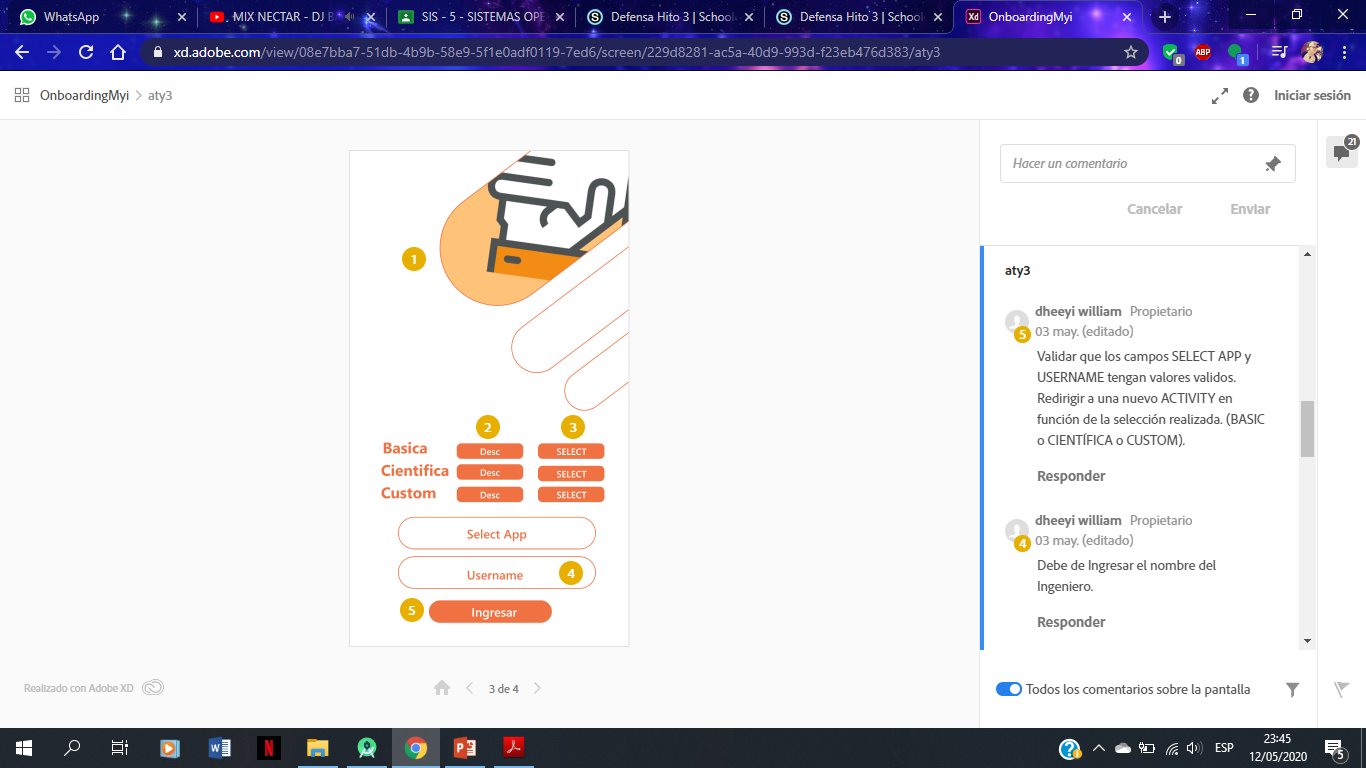 WhatsApp
MIX NECTAR - DJ B
SIS - 5 - SISTEMAS OPE
Defensa Hito 3 | School
Defensa Hito 3 | School
OnboardingMyi
xd.adobe.com/view/08e7bba7-51db-4b9b-58e9-5f1e0adf0119-7ed6/screen/229d8281-ac5a-40d9-993d-f23eb476d383/aty3
0
ABP
1
OnboardingMyi
aty3
Iniciar sesión
21
Hacer un comentario
Cancelar
Enviar
1
2
3
Basica
Desc
SELECT
Cientifica
Desc
SELECT
Custom
Desc
SELECT
Select App
Username
4
5
Ingresar
aty3
dheeyi william Propietario
5
03 may. (editado)
Validar que los campos SELECT APP y
USERNAME tengan valores validos.
Redirigir a una nuevo ACTIVITY en
función de la selección realizada. (BASIC
o CIENTÍFICA o CUSTOM).
Responder
dheeyi william Propietario
4
03 may. (editado)
Debe de Ingresar el nombre del
Ingeniero.
Responder
Realizado con Adobe XD
3 de 4
Todos los comentarios sobre la pantalla
ESP
23:45
12/05/2020
5